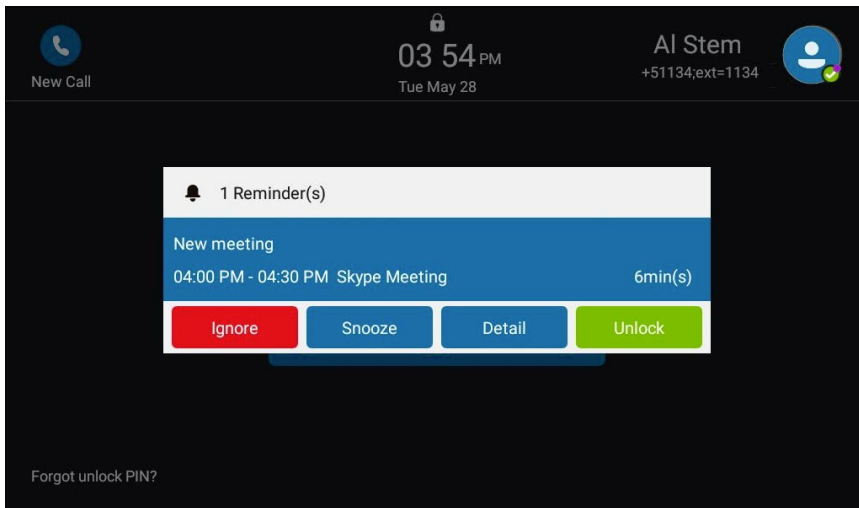 New Call
03 54 PM
Tue May 28
Al Stem
+51134;ext=1134
1 Reminder(s)
New meeting
04:00 PM - 04:30 PM Skype Meeting 6min(s)
Ignore Snooze Detail Unlock
Forgot unlock PIN?